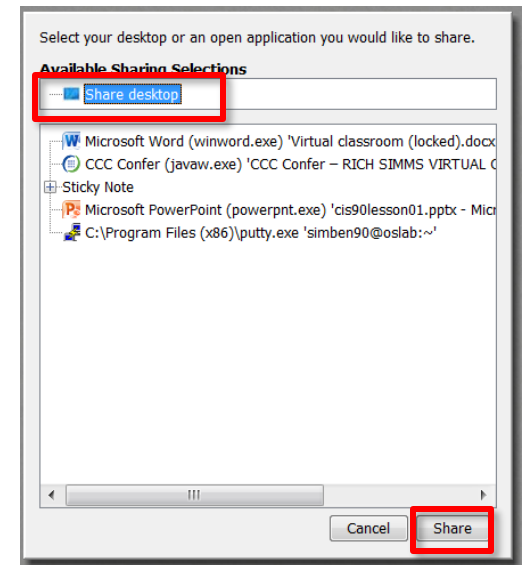 Select your desktop or an open application you would like to share.
Available Sharing Selections
Share desktop
Microsoft Word (winword.exe) 'Virtual classroom (locked).docx
CCC Confer (javaw.exe) 'CCC Confer – RICH SIMMS VIRTUAL
Sticky Note
Microsoft PowerPoint (powerpnt.exe) 'cis90lesson01.pptx - Micr
C:\Program Files (x86)\putty.exe 'simben90@oslab:~'
Cancel
Share